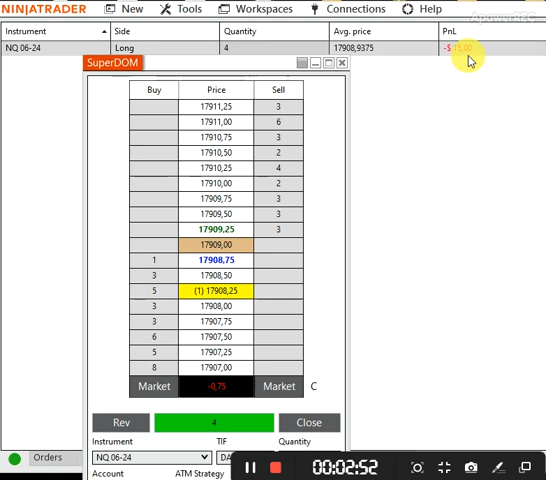 NINJATRADER New Tools Workspaces Connections Help
ApowerREC
Instrument Side Quantity Avg. price PnL
NQ 06-24 Long 4 17908,9375 -$ 15,00
SuperDOM
Buy Price Sell
17911,25 3
17911,00 6
17910,75 3
17910,50 2
17910,25 4
17910,00 2
17909,75 3
17909,50 3
17909,25 3
17909,00
1 17908,75
3 17908,50
5 (1) 17908,25
3 17908,00
3 17907,75
6 17907,50
5 17907,25
8 17907,00
Market -0,75 Market C
Rev 4 Close
Instrument TIF Quantity
Orders NQ 06-24 DA
00:02:52
Account ATM Strategy